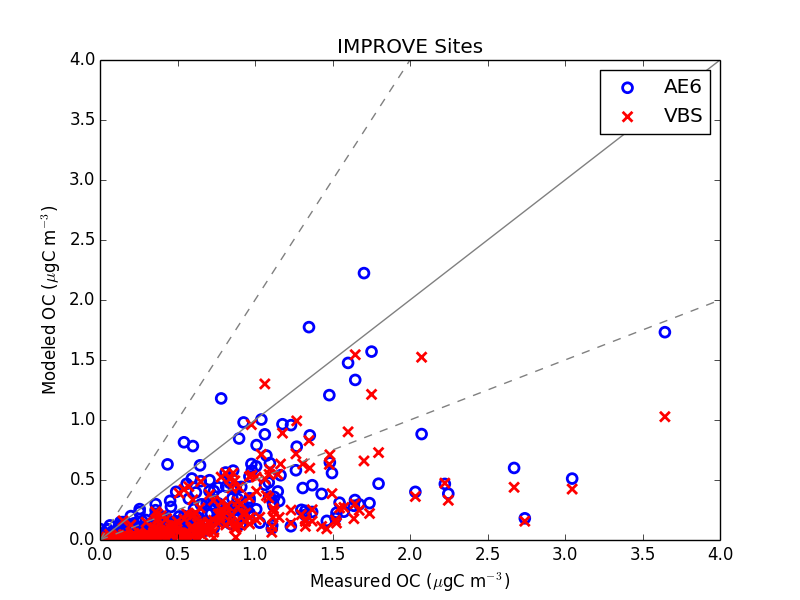 IMPROVE Sites
AE6
VBS
4.0
3.5
3.0
2.5
2.0
1.5
1.0
0.5
0.0
Modeled OC (μgC m⁻³)
0.0 0.5 1.0 1.5 2.0 2.5 3.0 3.5 4.0
Measured OC (μgC m⁻³)